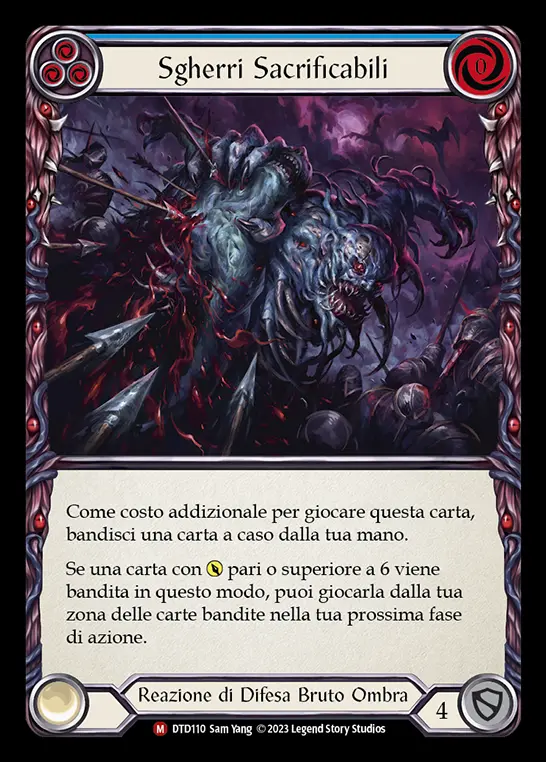 Sgherri Sacrificabili
0
Come costo addizionale per giocare questa carta,
bandisci una carta a caso dalla tua mano.
Se una carta con pari o superiore a 6 viene
bandita in questo modo, puoi giocarla dalla tua
zona delle carte bandite nella tua prossima fase
di azione.
Reazione di Difesa Bruto Ombra
4
M DTD110 Sam Yang © 2023 Legend Story Studios